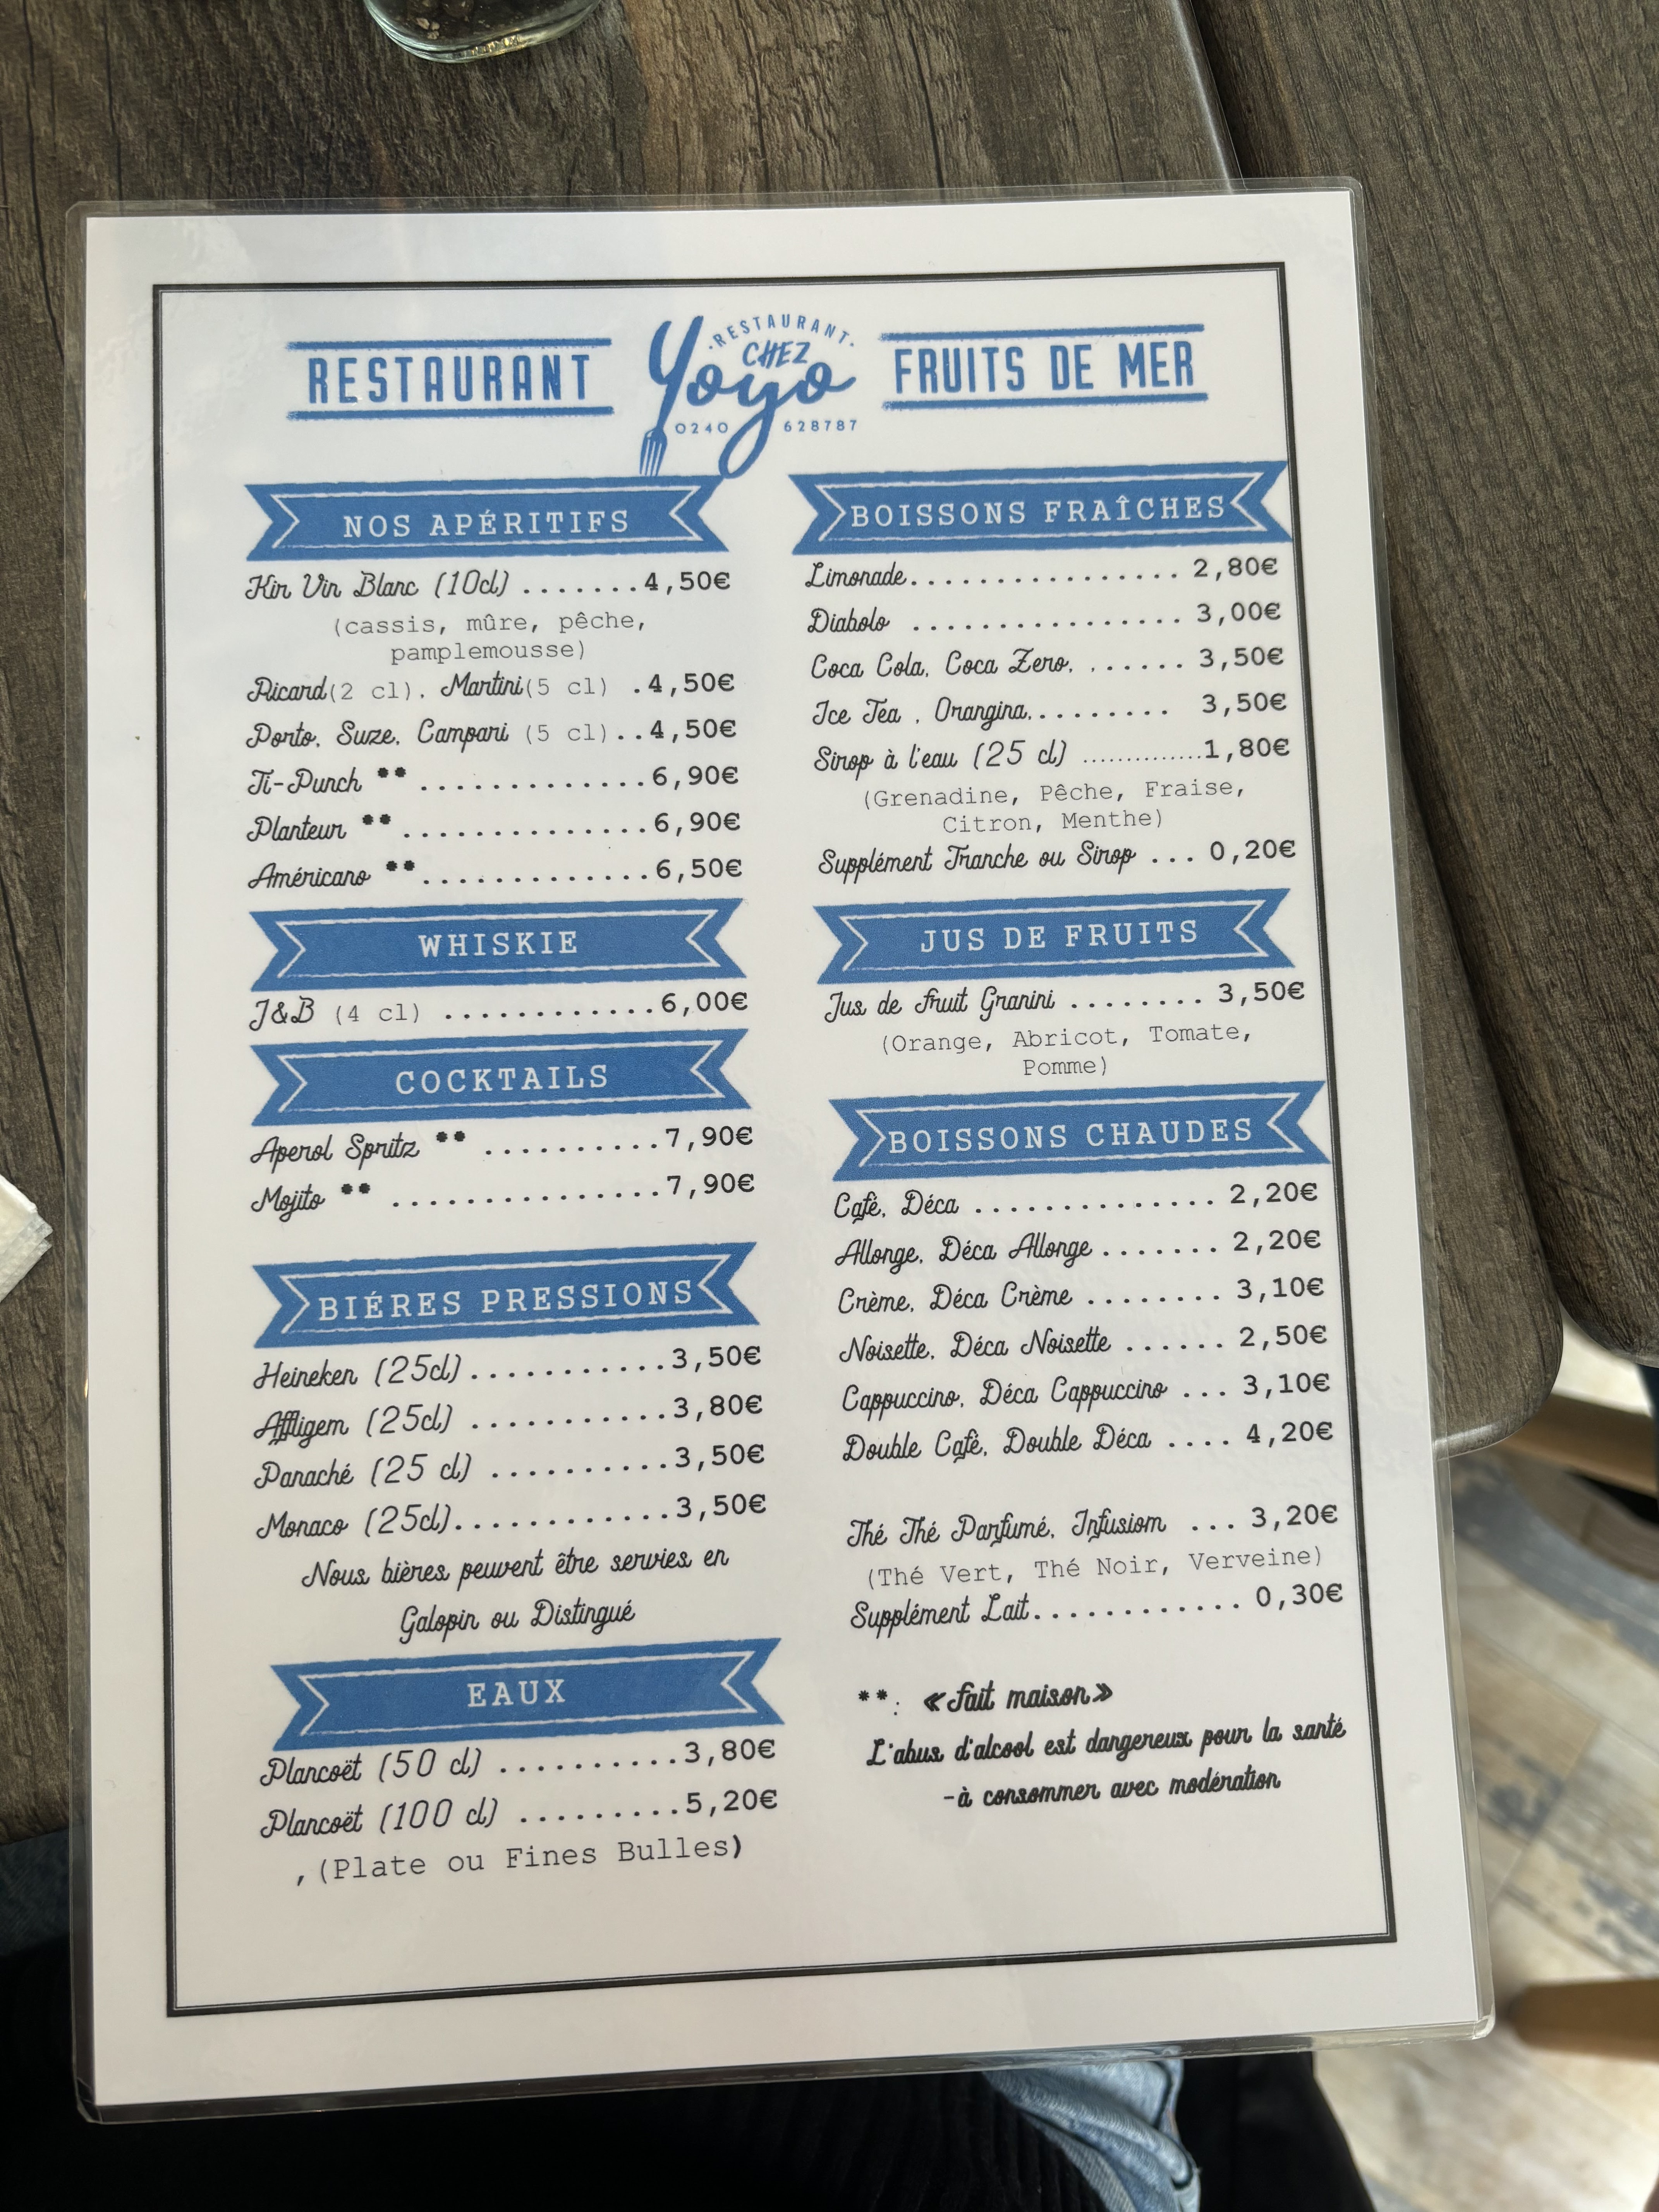 RESTAURANT
·RESTAURANT·
CHEZ
Yoyo
0240 628787
FRUITS DE MER
NOS APÉRITIFS
Kir Vin Blanc (10cl) .......4,50€
(cassis, mûre, pêche,
pamplemousse)
Ricard(2 cl). Martini(5 cl) .4,50€
Porto, Suze, Campari (5 cl)..4,50€
Ti-Punch ** .............6,90€
Planteur **...............6,90€
Américano **..............6,50€
WHISKIE
J&B (4 cl) .............6,00€
COCKTAILS
Aperol Spritz ** ...........7,90€
Mojito ** .................7,90€
BIÉRES PRESSIONS
Heineken (25cl)............3,50€
Affligem (25cl) ............3,80€
Panaché (25 cl) ...........3,50€
Monaco (25cl).............3,50€
Nous bières peuvent être servies en
Galopin ou Distingué
EAUX
Plancoët (50 cl) ..........3,80€
Plancoët (100 cl) .........5,20€
,(Plate ou Fines Bulles)
BOISSONS FRAÎCHES
Limonade................ 2,80€
Diabolo ................ 3,00€
Coca Cola, Coca Zero. ...... 3,50€
Ice Tea , Orangina......... 3,50€
Sirop à l'eau (25 cl) ...............1,80€
(Grenadine, Pêche, Fraise,
Citron, Menthe)
Supplément Tranche ou Sirop ... 0,20€
JUS DE FRUITS
Jus de fruit Granini ........ 3,50€
(Orange, Abricot, Tomate,
Pomme)
BOISSONS CHAUDES
Café, Déca .............. 2,20€
Allonge, Déca Allonge ....... 2,20€
Crème, Déca Crème ........ 3,10€
Noisette, Déca Noisette ...... 2,50€
Cappuccino, Déca Cappuccino ... 3,10€
Double Café, Double Déca .... 4,20€
Thé Thé Parfumé, Infusiom ... 3,20€
(Thé Vert, Thé Noir, Verveine)
Supplément Lait............ 0,30€
**: «fait maison»
L'abus d'alcool est dangereux pour la santé
-à consommer avec modération